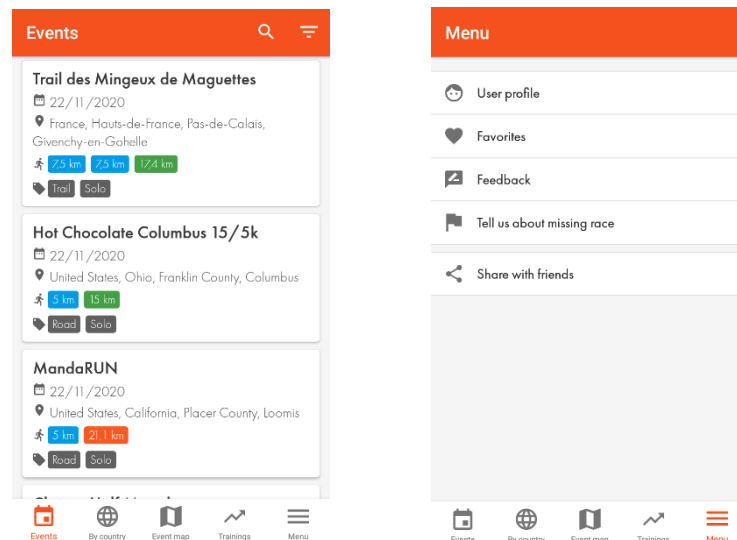 Events
Trail des Mingeux de Maguettes
22/11/2020
France, Hauts-de-France, Pas-de-Calais,
Givenchy-en-Gohelle
7,5 km 7,5 km 17,4 km
Trail Solo
Hot Chocolate Columbus 15/5k
22/11/2020
United States, Ohio, Franklin County, Columbus
5 km 15 km
Road Solo
MandaRUN
22/11/2020
United States, California, Placer County, Loomis
5 km 21,1 km
Road Solo
Events By country Event map Trainings Menu
Menu
User profile
Favorites
Feedback
Tell us about missing race
Share with friends
Events By country Event map Trainings Menu